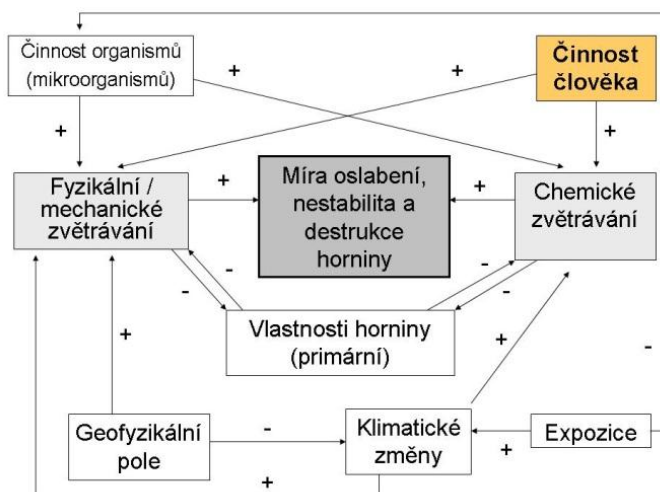 Činnost organismů
(mikroorganismů)
+
+
Činnost
člověka
+
+
Fyzikální /
mechanické
zvětrávání
+
Míra oslabení,
nestabilita a
destrukce
horniny
+
Chemické
zvětrávání
-
-
-
-
Vlastnosti horniny
(primární)
+
+
-
Geofyzikální
pole
-
Klimatické
změny
+
Expozice
+